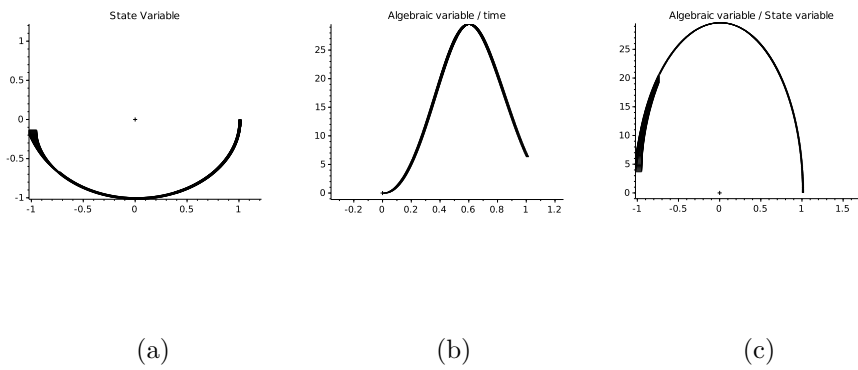 State Variable
1
0.5
0
-0.5
-1
-1 -0.5 0 0.5 1
Algebraic variable / time
25
20
15
10
5
0
-0.2 0 0.2 0.4 0.6 0.8 1 1.2
Algebraic variable / State variable
25
20
15
10
5
0
-1 -0.5 0 0.5 1 1.5
(a) (b) (c)